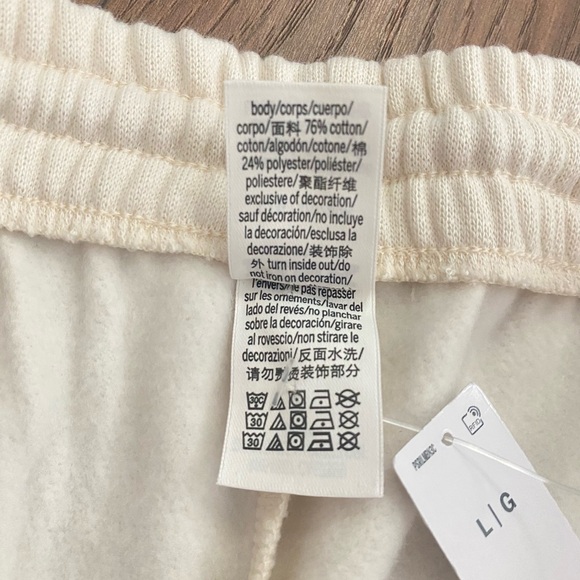 body/corps/cuerpo/
corpo/面料 76% cotton/
coton/algodón/cotone/棉
24% polyester/poliéster/
poliestere/聚酯纤维
exclusive of decoration/
sauf décoration/no incluye
la decoración/esclusa la
decorazione/装饰除
外 turn inside out/do
not iron on decoration/
l'envers/ne pas repasser
sur les ornements/lavar del
lado del revés/no planchar
sobre la decoración/girare
al rovescio/non stirare le
decorazioni/反面水洗/
请勿熨烫装饰部分
30
30
L|G